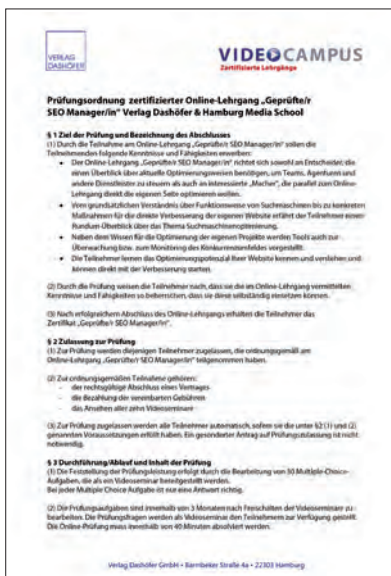 VERLAG
DASHÖFER
VIDEOCAMPUS
Zertifizierte Lehrgänge
Prüfungsordnung zertifizierter Online-Lehrgang „Geprüfte/r
SEO Manager/in“ Verlag Dashöfer & Hamburg Media School
§ 1 Ziel der Prüfung und Bezeichnung des Abschlusses
(1) Durch die Teilnahme am Online-Lehrgang „Geprüfte/r SEO Manager/in“ sollen die
Teilnehmenden folgende Kenntnisse und Fähigkeiten erwerben:
• Der Online-Lehrgang „Geprüfte/r SEO Manager/in“ richtet sich sowohl an Entscheider, die
einen Überblick über aktuelle Optimierungsweisen benötigen, um Teams, Agenturen und
andere Dienstleister zu steuern als auch an interessierte „Macher“, die parallel zum Online-
Lehrgang direkt die eigenen Seite optimieren wollen.
• Vom grundsätzlichen Verständnis über Funktionsweise von Suchmaschinen bis zu konkreten
Maßnahmen für die direkte Verbesserung der eigenen Website erfährt der Teilnehmer einen
Rundum-Überblick über das Thema Suchmaschinenoptimierung.
• Neben dem Wissen für die Optimierung der eigenen Projekte werden Tools auch zur
Überwachung bzw. zum Monitoring des Konkurrenzumfeldes vorgestellt.
• Die Teilnehmer lernen das Optimierungspotenzial Ihrer Website kennen und verstehen und
können direkt mit der Verbesserung starten.
(2) Durch die Prüfung weisen die Teilnehmer nach, dass sie die im Online-Lehrgang vermittelten
Kenntnisse und Fähigkeiten so beherrschen, dass sie diese selbständig einsetzen können.
(3) Nach erfolgreichem Abschluss des Online-Lehrgangs erhalten die Teilnehmer das
Zertifikat „Geprüfte/r SEO Manager/in“.
§ 2 Zulassung zur Prüfung
(1) Zur Prüfung werden diejenigen Teilnehmer zugelassen, die ordnungsgemäß am
Online-Lehrgang „Geprüfte/r SEO Manager/in“ teilgenommen haben.
(2) Zur ordnungsgemäßen Teilnahme gehören:
- der rechtsgültige Abschluss eines Vertrages
- die Bezahlung der vereinbarten Gebühren
- das Ansehen aller zehn Videoseminare
(3) Zur Prüfung zugelassen werden alle Teilnehmer automatisch, sofern sie die unter §2 (1) und (2)
genannten Voraussetzungen erfüllt haben. Ein gesonderter Antrag auf Prüfungszulassung ist nicht
notwendig.
§ 3 Durchführung/Ablauf und Inhalt der Prüfung
(1) Die Feststellung der Prüfungsleistung erfolgt durch die Bearbeitung von 30 Multiple-Choice-
Aufgaben, die als ein Videoseminar bereitgestellt werden.
Bei jeder Multiple Choice Aufgabe ist nur eine Antwort richtig.
(2) Die Prüfungsaufgaben sind innerhalb von 3 Monaten nach Freischalten der Videoseminare zu
bearbeiten. Die Prüfungsfragen werden als Videoseminar den Teilnehmern zur Verfügung gestellt.
Die Online-Prüfung muss innerhalb von 40 Minuten absolviert werden.
Verlag Dashöfer GmbH • Barmbeker Straße 4a • 22303 Hamburg